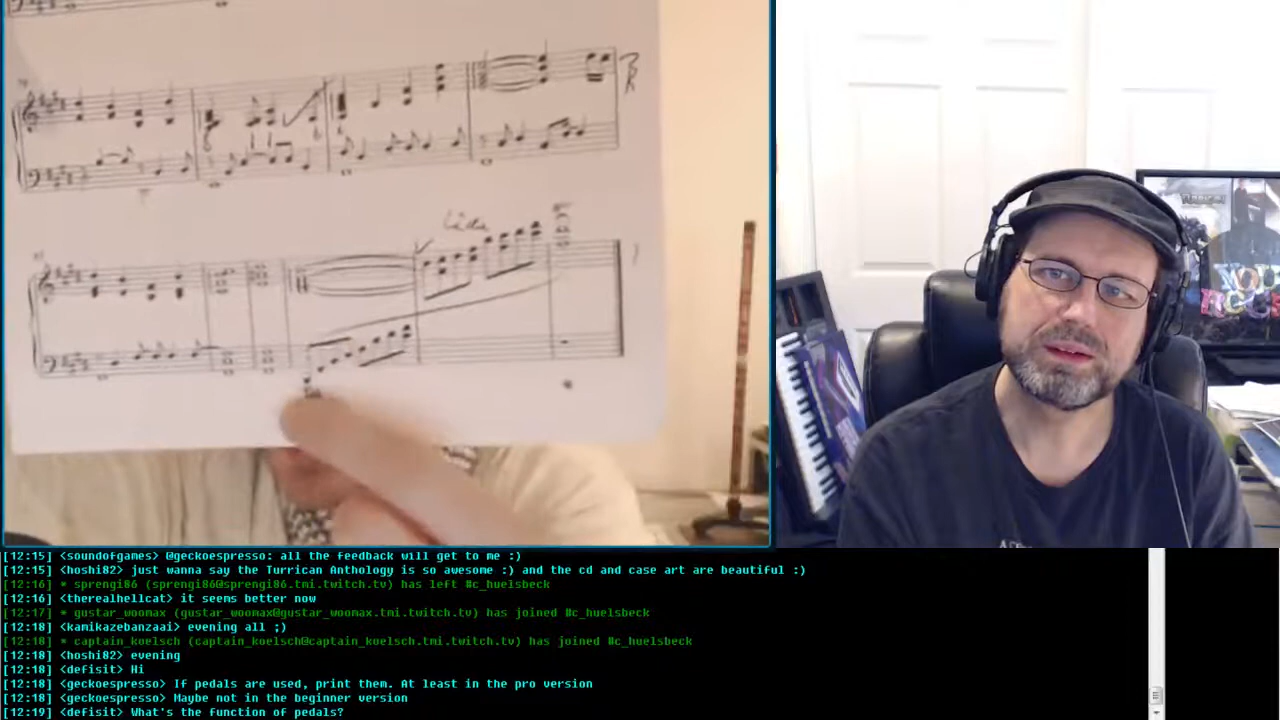 [12:15] <soundofgames> @geckoespresso: all the feedback will get to me :)
[12:15] <hoshi82> just wanna say the Turrican Anthology is so awesome :) and the cd and case art are beautiful :)
[12:16] * sprengi86 (sprengi86@sprengi86.tmi.twitch.tv) has left #c_huelsbeck
[12:16] <therealhellcat> it seems better now
[12:17] * gustar_woomax (gustar_woomax@gustar_woomax.tmi.twitch.tv) has joined #c_huelsbeck
[12:18] <kamikazebanzaai> evening all ;)
[12:18] * captain_koelsch (captain_koelsch@captain_koelsch.tmi.twitch.tv) has joined #c_huelsbeck
[12:18] <hoshi82> evening
[12:18] <defisit> Hi
[12:18] <geckoespresso> If pedals are used, print them. At least in the pro version
[12:18] <geckoespresso> Maybe not in the beginner version
[12:19] <defisit> What's the function of pedals?